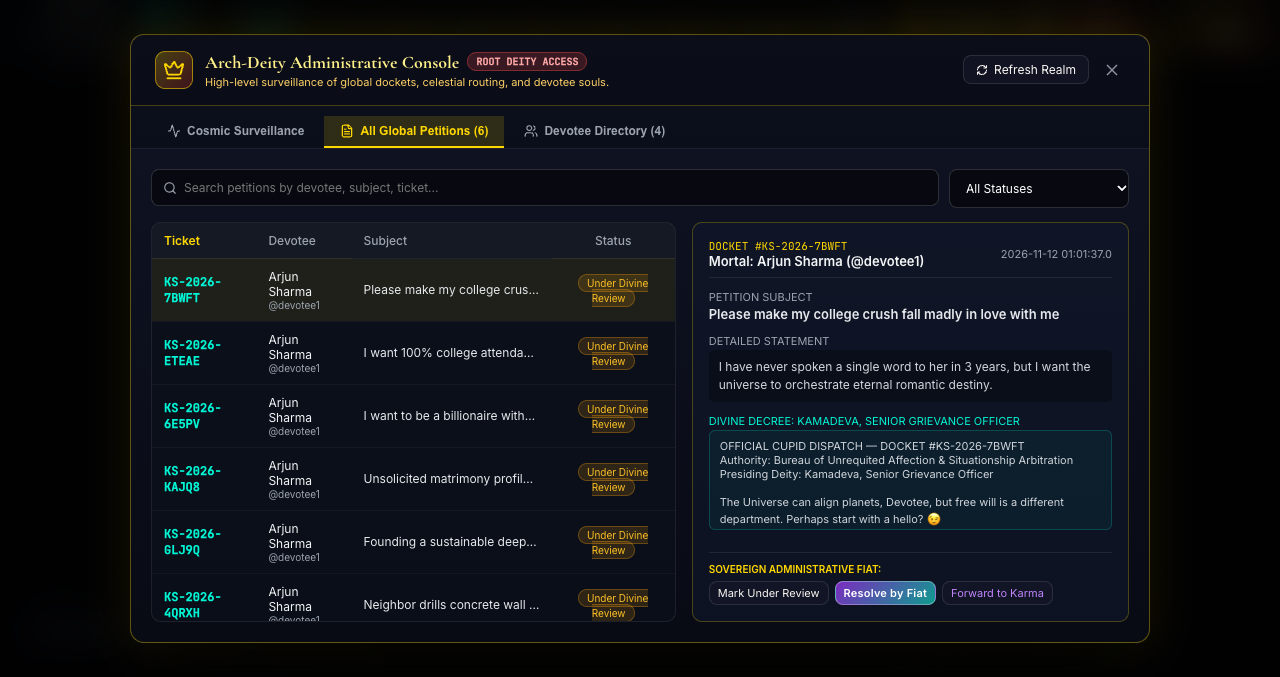 Arch-Deity Administrative Console
ROOT DEITY ACCESS
High-level surveillance of global dockets, celestial routing, and devotee souls.
Refresh Realm
Cosmic Surveillance
All Global Petitions (6)
Devotee Directory (4)
Search petitions by devotee, subject, ticket...
All Statuses
Ticket Devotee Subject Status
KS-2026-
7BWFT
Arjun
Sharma
@devotee1
Please make my college crus...
Under Divine
Review
KS-2026-
ETEAE
Arjun
Sharma
@devotee1
I want 100% college attenda...
Under Divine
Review
KS-2026-
6E5PV
Arjun
Sharma
@devotee1
I want to be a billionaire with...
Under Divine
Review
KS-2026-
KAJQ8
Arjun
Sharma
@devotee1
Unsolicited matrimony profil...
Under Divine
Review
KS-2026-
GLJ9Q
Arjun
Sharma
@devotee1
Founding a sustainable deep...
Under Divine
Review
KS-2026-
4QRXH
Arjun
Sharma
@devotee1
Neighbor drills concrete wall ...
Under Divine
Review
DOCKET #KS-2026-7BWFT
Mortal: Arjun Sharma (@devotee1)
2026-11-12 01:01:37.0
PETITION SUBJECT
Please make my college crush fall madly in love with me
DETAILED STATEMENT
I have never spoken a single word to her in 3 years, but I want the
universe to orchestrate eternal romantic destiny.
DIVINE DECREE: KAMADEVA, SENIOR GRIEVANCE OFFICER
OFFICIAL CUPID DISPATCH — DOCKET #KS-2026-7BWFT
Authority: Bureau of Unrequited Affection & Situationship Arbitration
Presiding Deity: Kamadeva, Senior Grievance Officer
The Universe can align planets, Devotee, but free will is a different
department. Perhaps start with a hello? 😉
SOVEREIGN ADMINISTRATIVE FIAT:
Mark Under Review
Resolve by Fiat
Forward to Karma